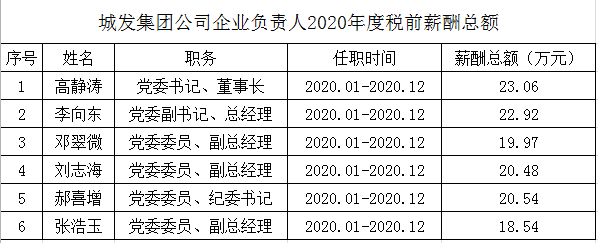 城发集团公司企业负责人2020年度税前薪酬总额
序号 姓名 职务 任职时间 薪酬总额（万元）
1 高静涛 党委书记、董事长 2020.01-2020.12 23.06
2 李向东 党委副书记、总经理 2020.01-2020.12 22.92
3 邓翠微 党委委员、副总经理 2020.01-2020.12 19.97
4 刘志海 党委委员、副总经理 2020.01-2020.12 20.48
5 郝喜增 党委委员、纪委书记 2020.01-2020.12 20.54
6 张浩玉 党委委员、副总经理 2020.01-2020.12 18.54